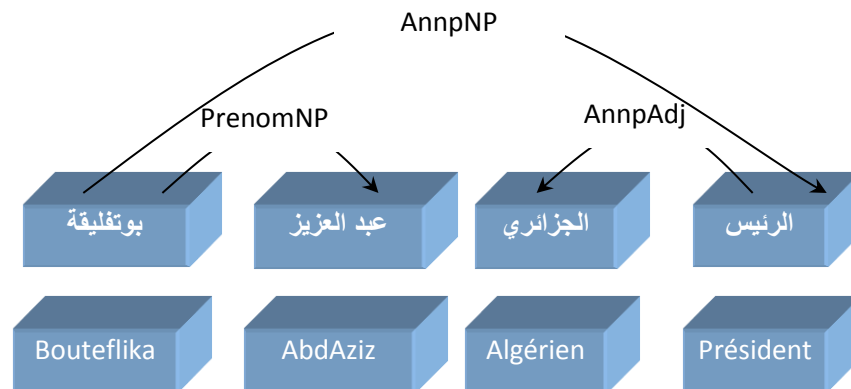 AnnpNP
PrenomNP
AnnpAdj
بوتفليقة
عبد العزيز
الجزائري
الرئيس
Bouteflika
AbdAziz
Algérien
Président